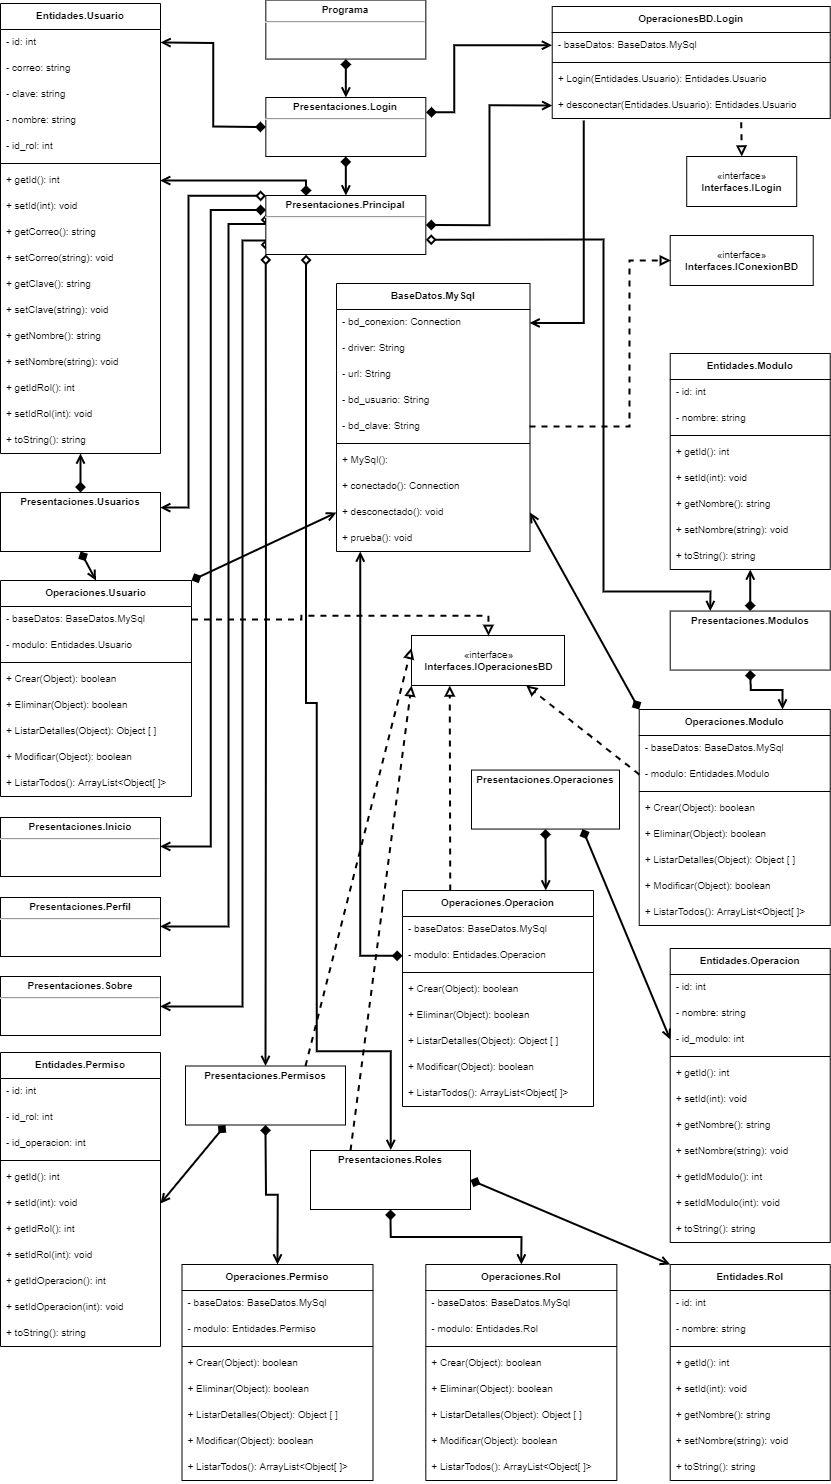 Entidades.Usuario
- id: int
- correo: string
- clave: string
- nombre: string
- id_rol: int
+ getId(): int
+ setId(int): void
+ getCorreo(): string
+ setCorreo(string): void
+ getClave(): string
+ setClave(string): void
+ getNombre(): string
+ setNombre(string): void
+ getIdRol(): int
+ setIdRol(int): void
+ toString(): string
Programa
Presentaciones.Login
Presentaciones.Principal
OperacionesBD.Login
- baseDatos: BaseDatos.MySql
+ Login(Entidades.Usuario): Entidades.Usuario
+ desconectar(Entidades.Usuario): Entidades.Usuario
«interface»
Interfaces.ILogin
«interface»
Interfaces.IConexionBD
BaseDatos.MySql
- bd_conexion: Connection
- driver: String
- url: String
- bd_usuario: String
- bd_clave: String
+ MySql():
+ conectado(): Connection
+ desconectado(): void
+ prueba(): void
Entidades.Modulo
- id: int
- nombre: string
+ getId(): int
+ setId(int): void
+ getNombre(): string
+ setNombre(string): void
+ toString(): string
Presentaciones.Usuarios
Operaciones.Usuario
- baseDatos: BaseDatos.MySql
- modulo: Entidades.Usuario
+ Crear(Object): boolean
+ Eliminar(Object): boolean
+ ListarDetalles(Object): Object [ ]
+ Modificar(Object): boolean
+ ListarTodos(): ArrayList<Object[ ]>
«interface»
Interfaces.IOperacionesBD
Presentaciones.Modulos
Operaciones.Modulo
- baseDatos: BaseDatos.MySql
- modulo: Entidades.Modulo
+ Crear(Object): boolean
+ Eliminar(Object): boolean
+ ListarDetalles(Object): Object [ ]
+ Modificar(Object): boolean
+ ListarTodos(): ArrayList<Object[ ]>
Presentaciones.Operaciones
Presentaciones.Inicio
Presentaciones.Perfil
Presentaciones.Sobre
Operaciones.Operacion
- baseDatos: BaseDatos.MySql
- modulo: Entidades.Operacion
+ Crear(Object): boolean
+ Eliminar(Object): boolean
+ ListarDetalles(Object): Object [ ]
+ Modificar(Object): boolean
+ ListarTodos(): ArrayList<Object[ ]>
Entidades.Operacion
- id: int
- nombre: string
- id_modulo: int
+ getId(): int
+ setId(int): void
+ getNombre(): string
+ setNombre(string): void
+ getIdModulo(): int
+ setIdModulo(int): void
+ toString(): string
Entidades.Permiso
- id: int
- id_rol: int
- id_operacion: int
+ getId(): int
+ setId(int): void
+ getIdRol(): int
+ setIdRol(int): void
+ getIdOperacion(): int
+ setIdOperacion(int): void
+ toString(): string
Presentaciones.Permisos
Presentaciones.Roles
Operaciones.Permiso
- baseDatos: BaseDatos.MySql
- modulo: Entidades.Permiso
+ Crear(Object): boolean
+ Eliminar(Object): boolean
+ ListarDetalles(Object): Object [ ]
+ Modificar(Object): boolean
+ ListarTodos(): ArrayList<Object[ ]>
Operaciones.Rol
- baseDatos: BaseDatos.MySql
- modulo: Entidades.Rol
+ Crear(Object): boolean
+ Eliminar(Object): boolean
+ ListarDetalles(Object): Object [ ]
+ Modificar(Object): boolean
+ ListarTodos(): ArrayList<Object[ ]>
Entidades.Rol
- id: int
- nombre: string
+ getId(): int
+ setId(int): void
+ getNombre(): string
+ setNombre(string): void
+ toString(): string